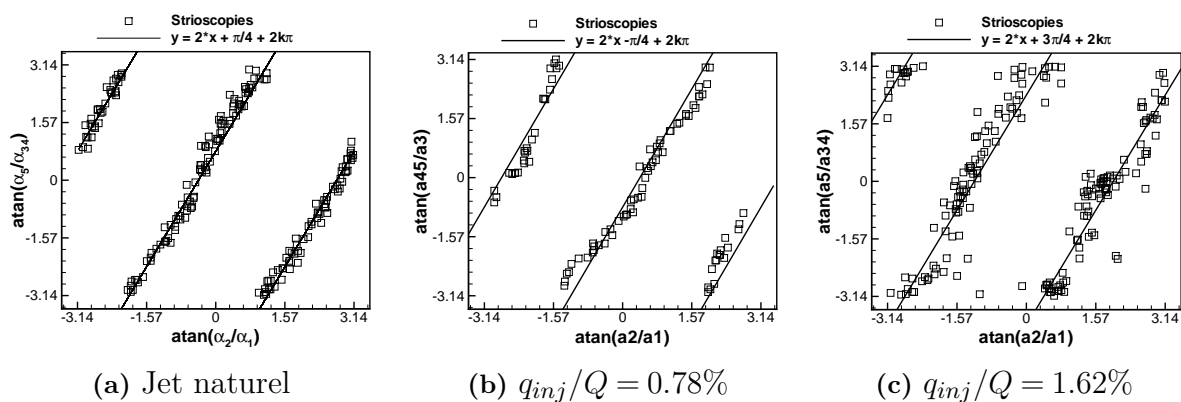 Strioscopies
y = 2*x + π/4 + 2kπ
3.14
1.57
0
-1.57
-3.14
atan(α5/α34)
-3.14 -1.57 0 1.57 3.14
atan(α2/α1)
(a) Jet naturel
Strioscopies
y = 2*x -π/4 + 2kπ
3.14
1.57
0
-1.57
-3.14
atan(a45/a3)
-3.14 -1.57 0 1.57 3.14
atan(a2/a1)
(b) q_inj/Q = 0.78%
Strioscopies
y = 2*x + 3π/4 + 2kπ
3.14
1.57
0
-1.57
-3.14
atan(a5/a34)
-3.14 -1.57 0 1.57 3.14
atan(a2/a1)
(c) q_inj/Q = 1.62%